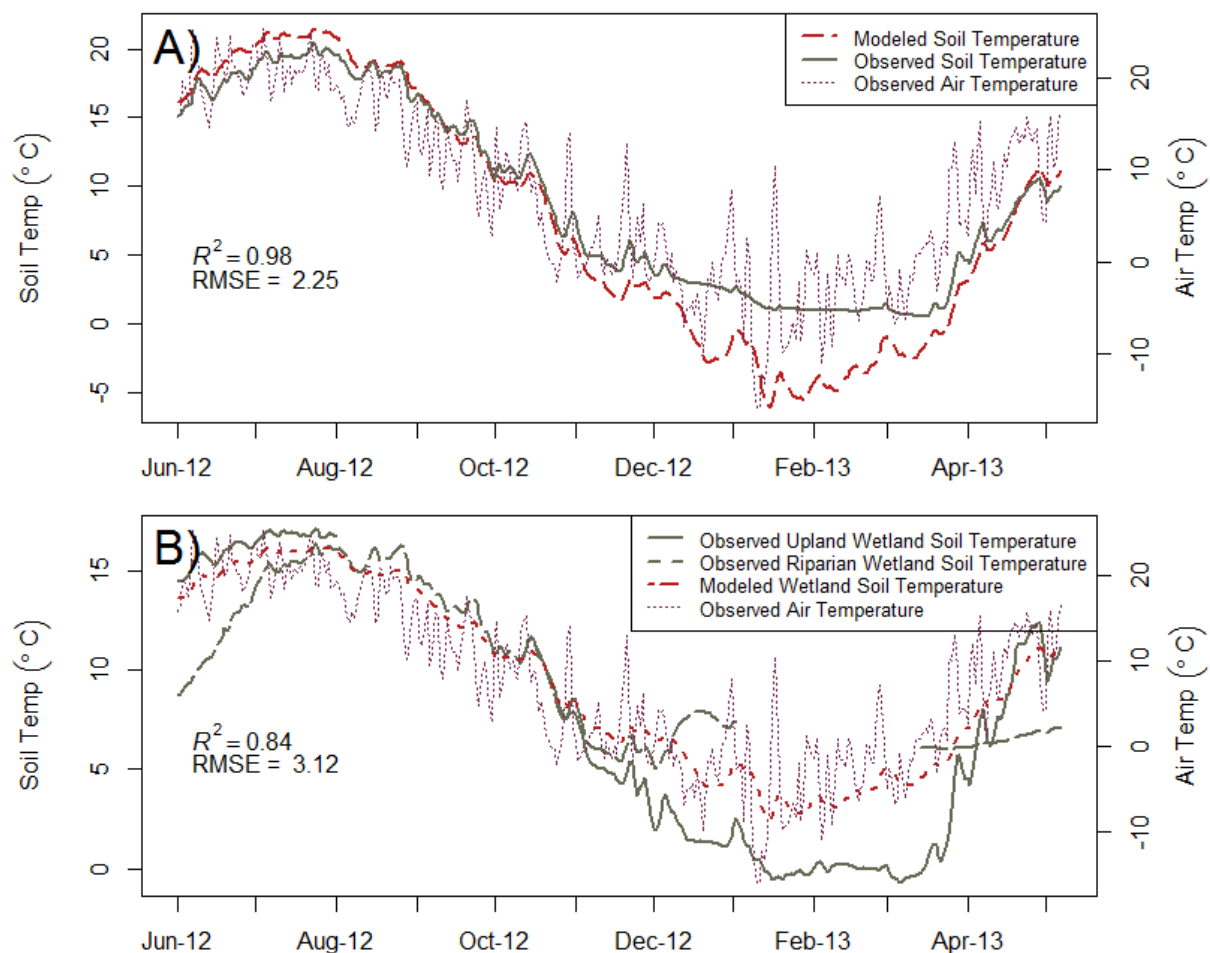 A)
Modeled Soil Temperature
Observed Soil Temperature
Observed Air Temperature
Soil Temp (° C)
20
15
10
5
0
-5
R² = 0.98
RMSE = 2.25
Air Temp (° C)
20
10
0
-10
Jun-12 Aug-12 Oct-12 Dec-12 Feb-13 Apr-13
B)
Observed Upland Wetland Soil Temperature
Observed Riparian Wetland Soil Temperature
Modeled Wetland Soil Temperature
Observed Air Temperature
Soil Temp (° C)
15
10
5
0
R² = 0.84
RMSE = 3.12
Air Temp (° C)
20
10
0
-10
Jun-12 Aug-12 Oct-12 Dec-12 Feb-13 Apr-13